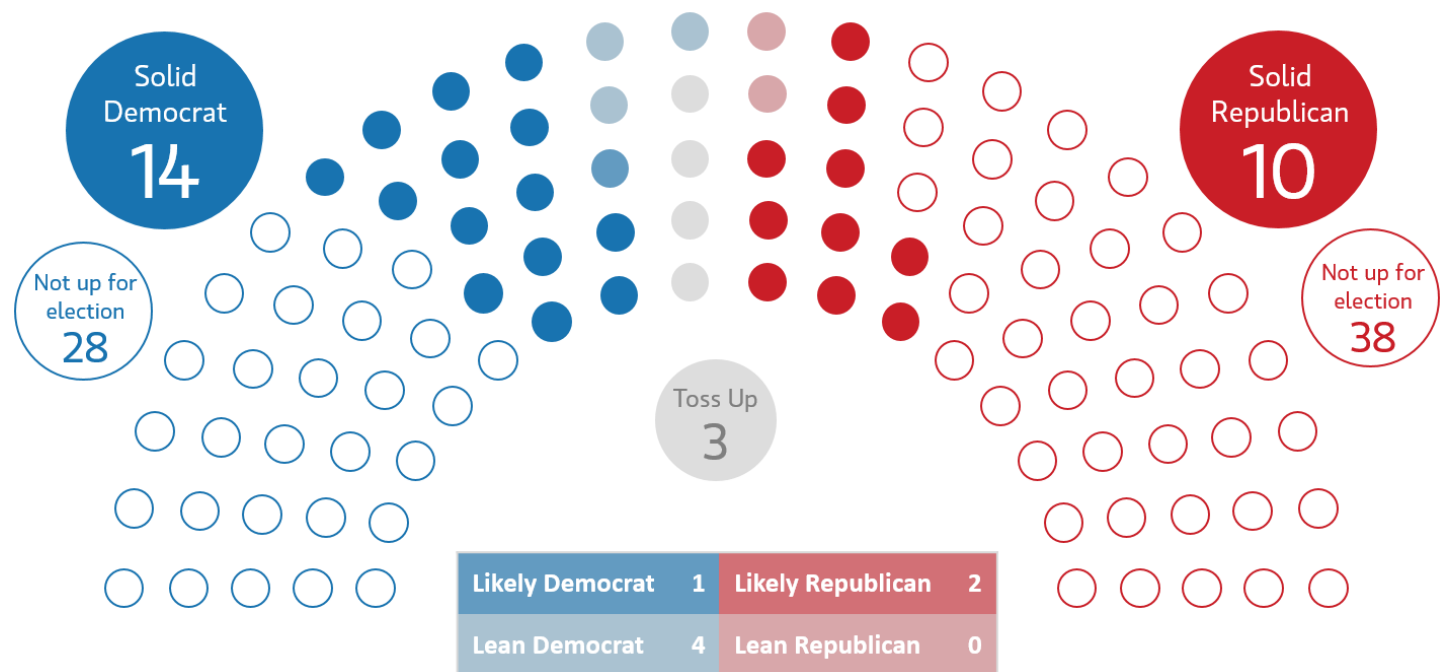 Solid
Democrat
14
Not up for
election
28
Solid
Republican
10
Not up for
election
38
Toss Up
3
Likely Democrat 1 Likely Republican 2
Lean Democrat 4 Lean Republican 0